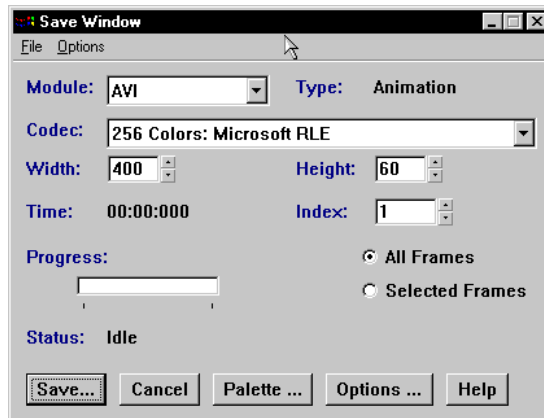 Save Window
File Options
Module: AVI Type: Animation
Codec: 256 Colors: Microsoft RLE
Width: 400 Height: 60
Time: 00:00:000 Index: 1
Progress: All Frames
Selected Frames
Status: Idle
Save... Cancel Palette ... Options ... Help